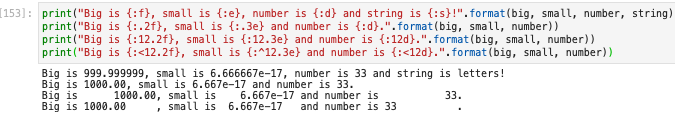 [153]: print("Big is {:f}, small is {:e}, number is {:d} and string is {:s}!".format(big, small, number, string)
print("Big is {:.2f}, small is {:.3e} and number is {:d}.".format(big, small, number))
print("Big is {:12.2f}, small is {:12.3e} and number is {:12d}.".format(big, small, number))
print("Big is {:<12.2f}, small is {:^12.3e} and number is {:<12d}.".format(big, small, number))
Big is 999.999999, small is 6.666667e-17, number is 33 and string is letters!
Big is 1000.00, small is 6.667e-17 and number is 33.
Big is      1000.00, small is    6.667e-17 and number is           33.
Big is 1000.00     , small is  6.667e-17   and number is 33          .